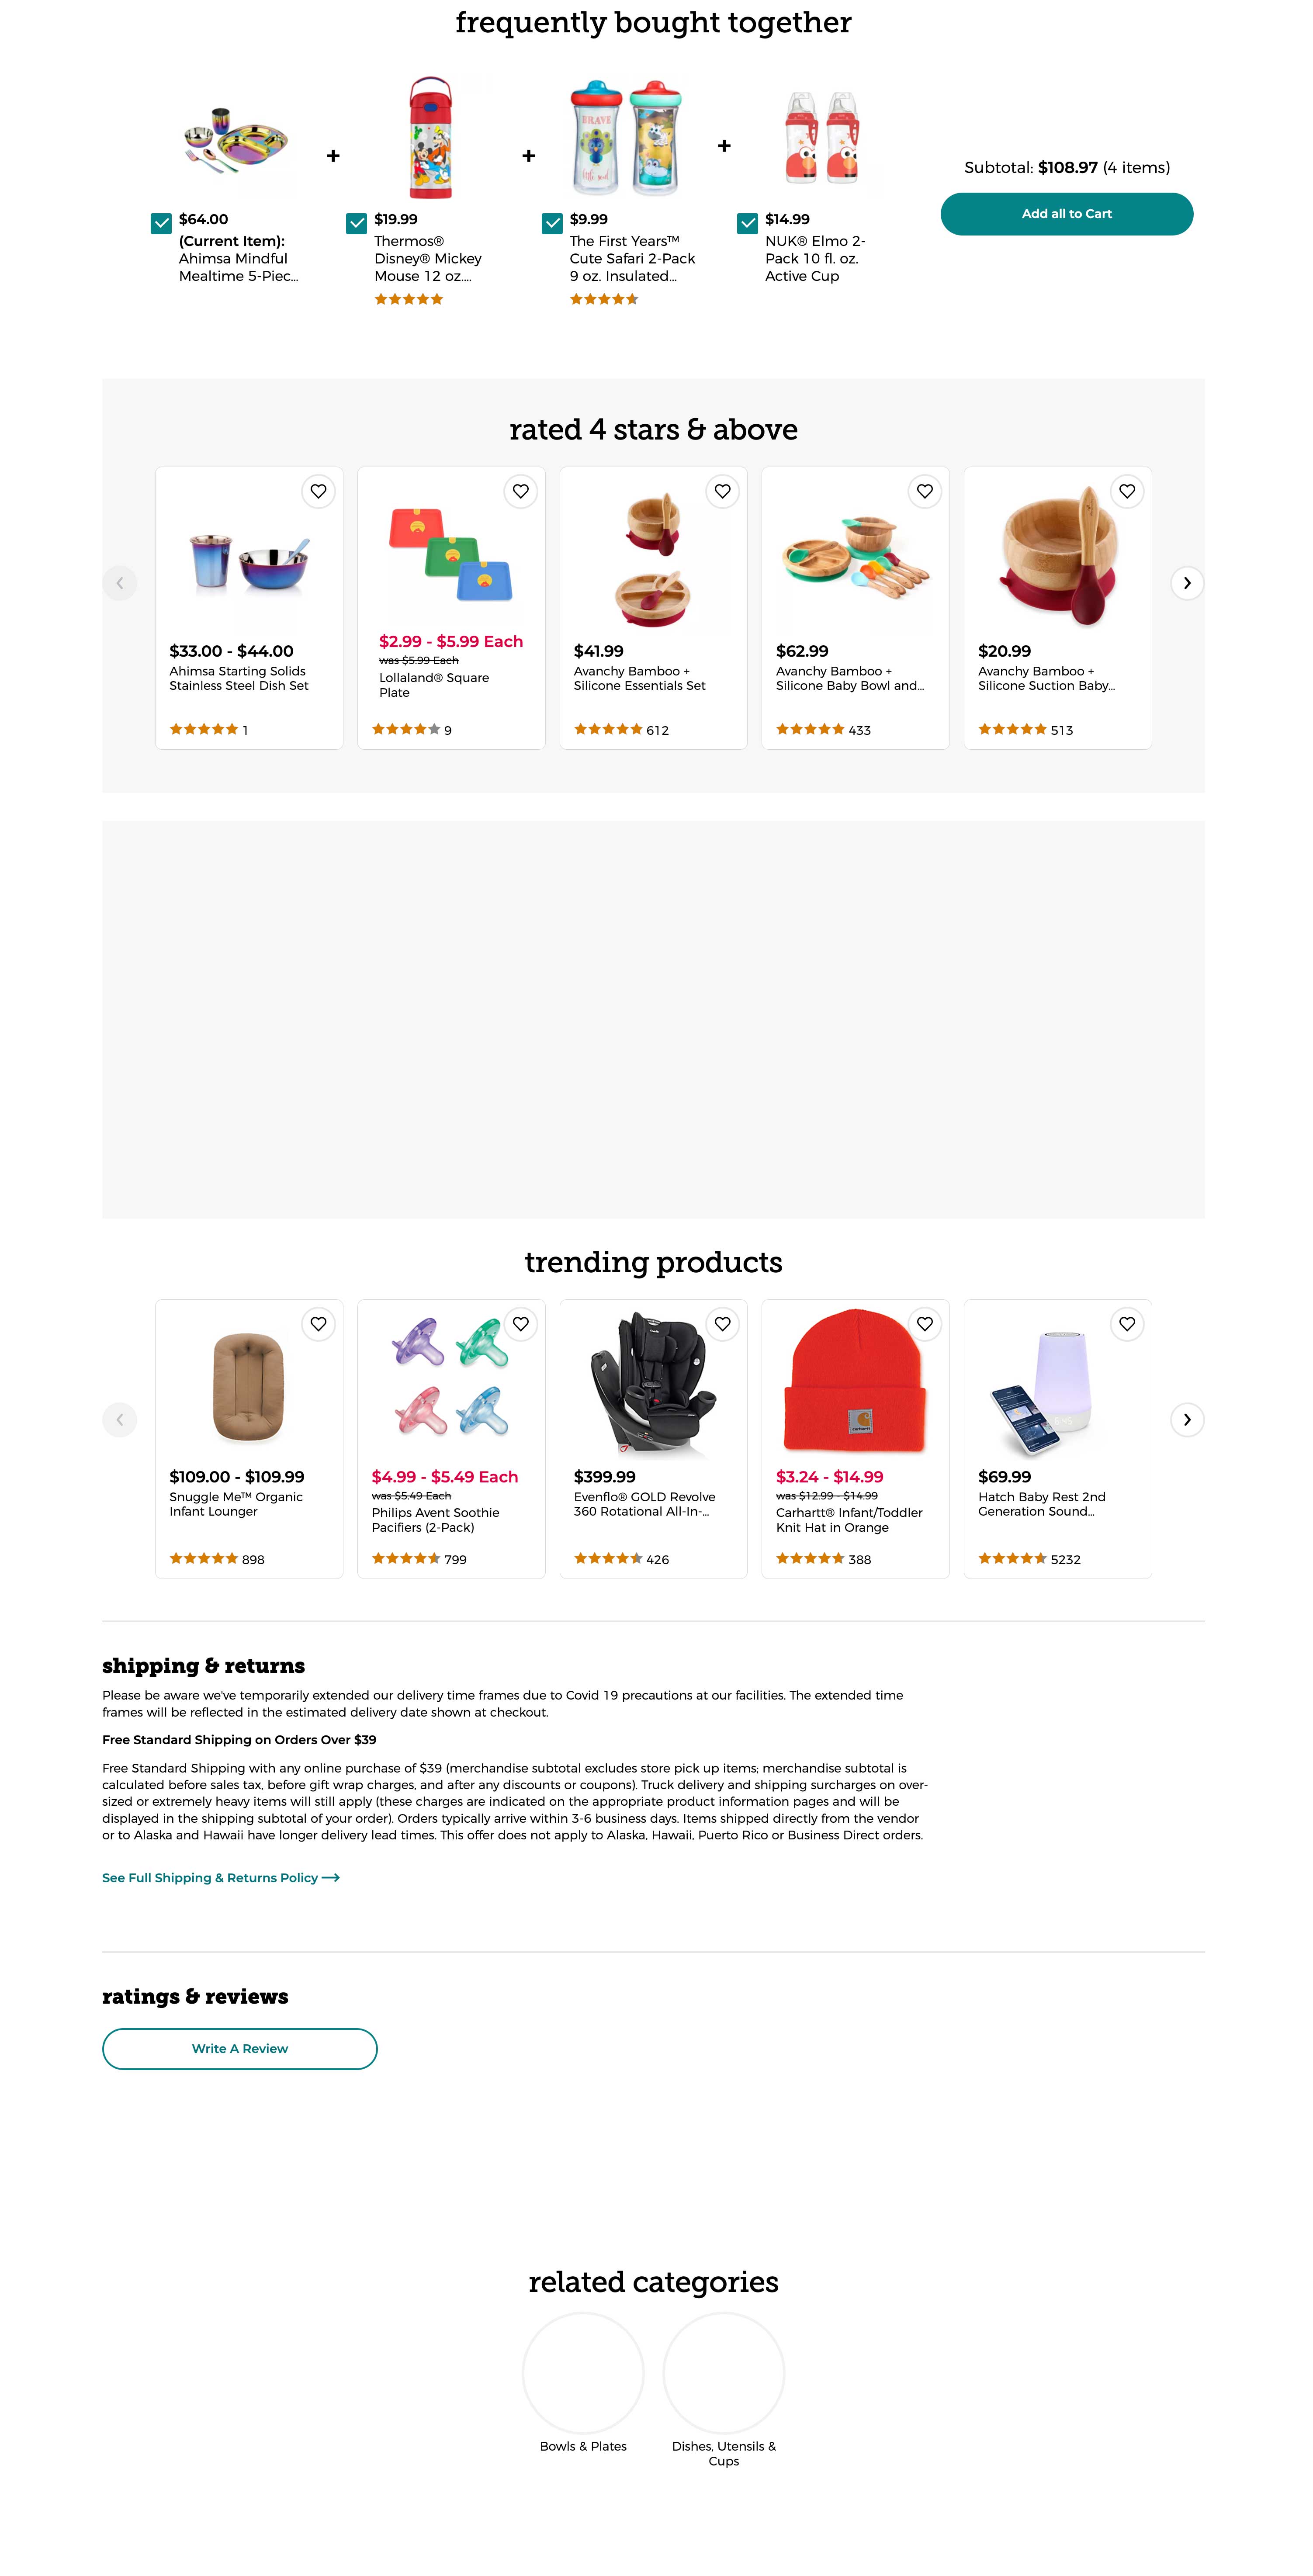 frequently bought together
BRAVE
little and
$64.00
(Current Item):
Ahimsa Mindful
Mealtime 5-Piec...
$19.99
Thermos®
Disney® Mickey
Mouse 12 oz....
$9.99
The First Years™
Cute Safari 2-Pack
9 oz. Insulated...
$14.99
NUK® Elmo 2-
Pack 10 fl. oz.
Active Cup
Subtotal: $108.97 (4 items)
Add all to Cart
rated 4 stars & above
$33.00 - $44.00
Ahimsa Starting Solids
Stainless Steel Dish Set
1
$2.99 - $5.99 Each
was $5.99 Each
Lollaland® Square
Plate
9
$41.99
Avanchy Bamboo +
Silicone Essentials Set
612
$62.99
Avanchy Bamboo +
Silicone Baby Bowl and...
433
$20.99
Avanchy Bamboo +
Silicone Suction Baby...
513
trending products
$109.00 - $109.99
Snuggle Me™ Organic
Infant Lounger
898
$4.99 - $5.49 Each
was $5.49 Each
Philips Avent Soothie
Pacifiers (2-Pack)
799
$399.99
Evenflo® GOLD Revolve
360 Rotational All-In-...
426
carhartt
$3.24 - $14.99
was $12.99 - $14.99
Carhartt® Infant/Toddler
Knit Hat in Orange
388
6:45
$69.99
Hatch Baby Rest 2nd
Generation Sound...
5232
shipping & returns
Please be aware we've temporarily extended our delivery time frames due to Covid 19 precautions at our facilities. The extended time
frames will be reflected in the estimated delivery date shown at checkout.
Free Standard Shipping on Orders Over $39
Free Standard Shipping with any online purchase of $39 (merchandise subtotal excludes store pick up items; merchandise subtotal is
calculated before sales tax, before gift wrap charges, and after any discounts or coupons). Truck delivery and shipping surcharges on over-
sized or extremely heavy items will still apply (these charges are indicated on the appropriate product information pages and will be
displayed in the shipping subtotal of your order). Orders typically arrive within 3-6 business days. Items shipped directly from the vendor
or to Alaska and Hawaii have longer delivery lead times. This offer does not apply to Alaska, Hawaii, Puerto Rico or Business Direct orders.
See Full Shipping & Returns Policy
ratings & reviews
Write A Review
related categories
Bowls & Plates
Dishes, Utensils &
Cups